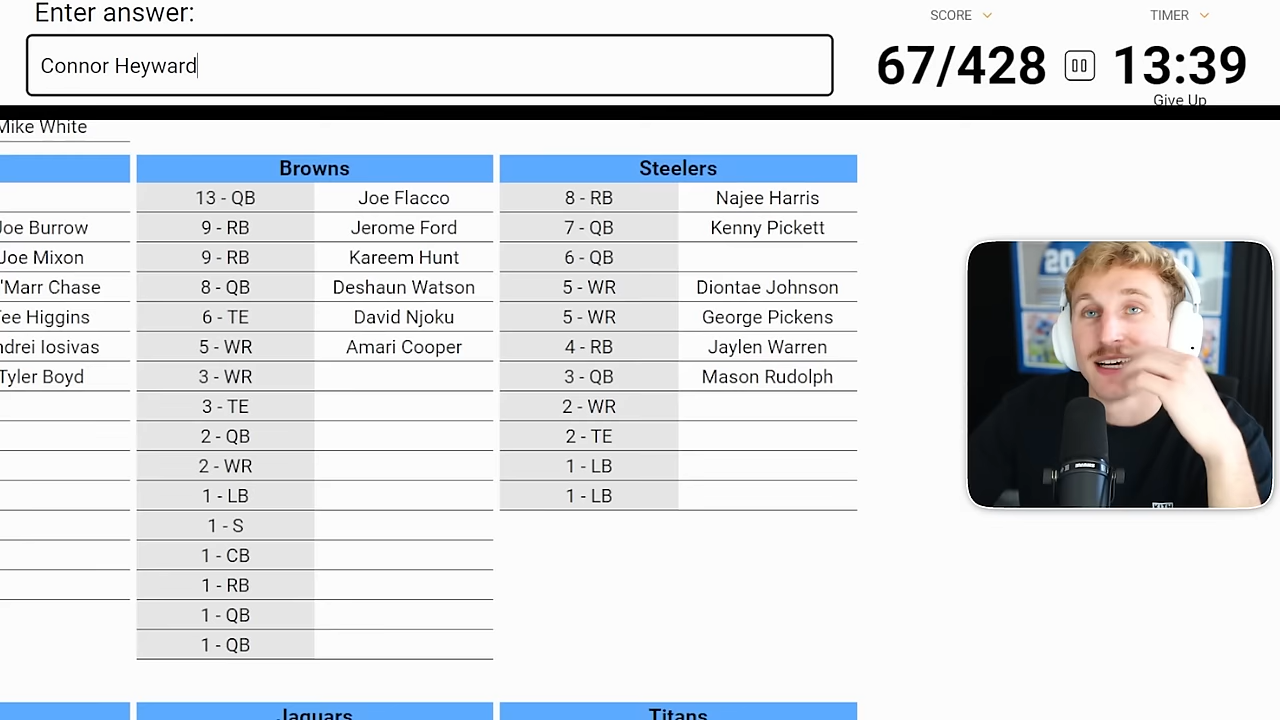 Enter answer:
Connor Heyward
SCORE
67/428
TIMER
13:39
Give Up
Mike White
Joe Burrow
Joe Mixon
'Marr Chase
ee Higgins
ndrei Iosivas
Tyler Boyd
Browns
13 - QB Joe Flacco
9 - RB Jerome Ford
9 - RB Kareem Hunt
8 - QB Deshaun Watson
6 - TE David Njoku
5 - WR Amari Cooper
3 - WR
3 - TE
2 - QB
2 - WR
1 - LB
1 - S
1 - CB
1 - RB
1 - QB
1 - QB
Steelers
8 - RB Najee Harris
7 - QB Kenny Pickett
6 - QB
5 - WR Diontae Johnson
5 - WR George Pickens
4 - RB Jaylen Warren
3 - QB Mason Rudolph
2 - WR
2 - TE
1 - LB
1 - LB
Jaguars
Titans
KITH